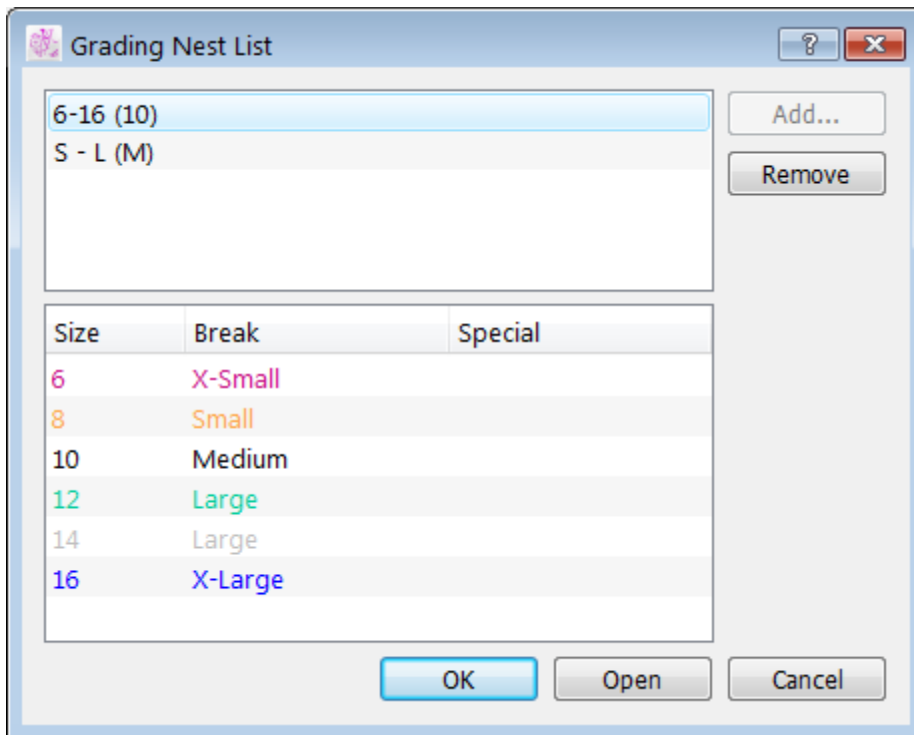 Grading Nest List
6-16 (10)
S - L (M)
Add...
Remove
Size Break Special
6 X-Small
8 Small
10 Medium
12 Large
14 Large
16 X-Large
OK Open Cancel